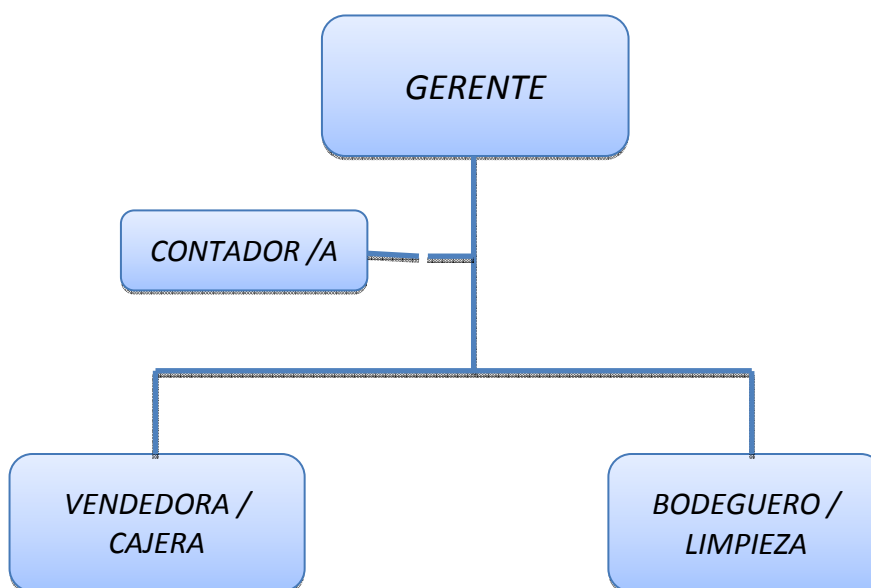 GERENTE
CONTADOR /A
VENDEDORA /
CAJERA
BODEGUERO /
LIMPIEZA